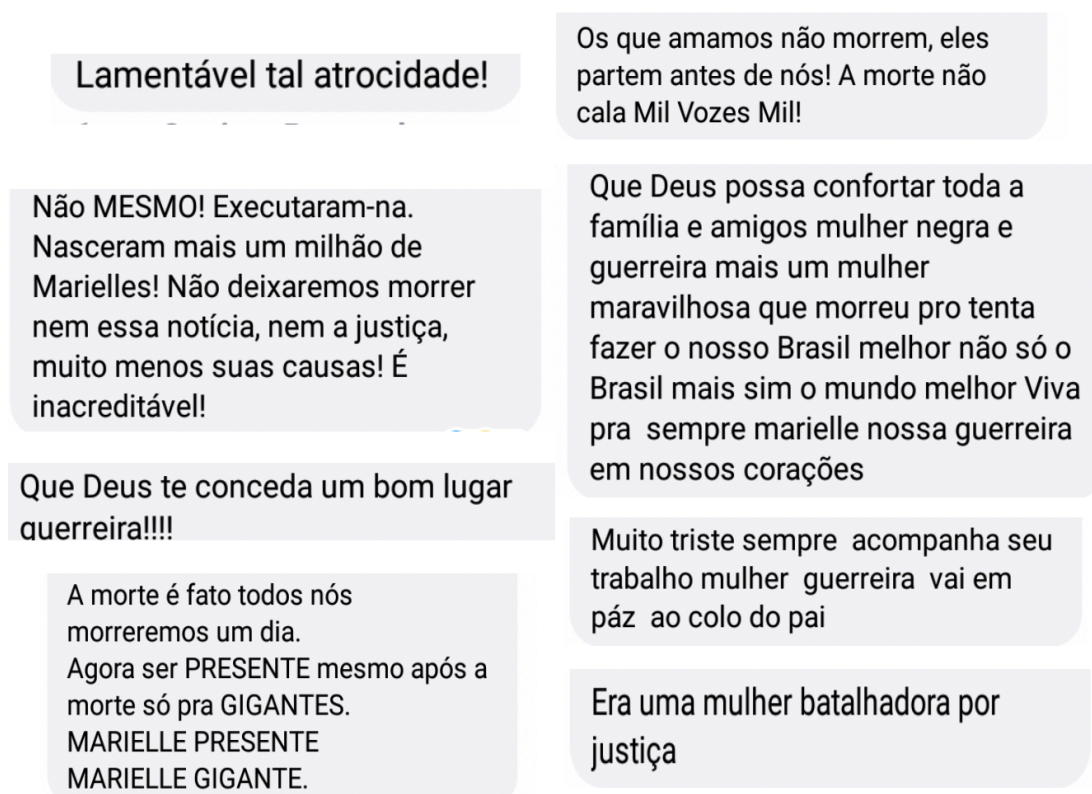 Lamentável tal atrocidade!
Não MESMO! Executaram-na.
Nasceram mais um milhão de
Marielles! Não deixaremos morrer
nem essa notícia, nem a justiça,
muito menos suas causas! É
inacreditável!
Que Deus te conceda um bom lugar
guerreira!!!!
A morte é fato todos nós
morreremos um dia.
Agora ser PRESENTE mesmo após a
morte só pra GIGANTES.
MARIELLE PRESENTE
MARIELLE GIGANTE.
Os que amamos não morrem, eles
partem antes de nós! A morte não
cala Mil Vozes Mil!
Que Deus possa confortar toda a
família e amigos mulher negra e
guerreira mais um mulher
maravilhosa que morreu pro tenta
fazer o nosso Brasil melhor não só o
Brasil mais sim o mundo melhor Viva
pra  sempre marielle nossa guerreira
em nossos corações
Muito triste sempre  acompanha seu
trabalho mulher  guerreira  vai em
páz  ao colo do pai
Era uma mulher batalhadora por
justiça